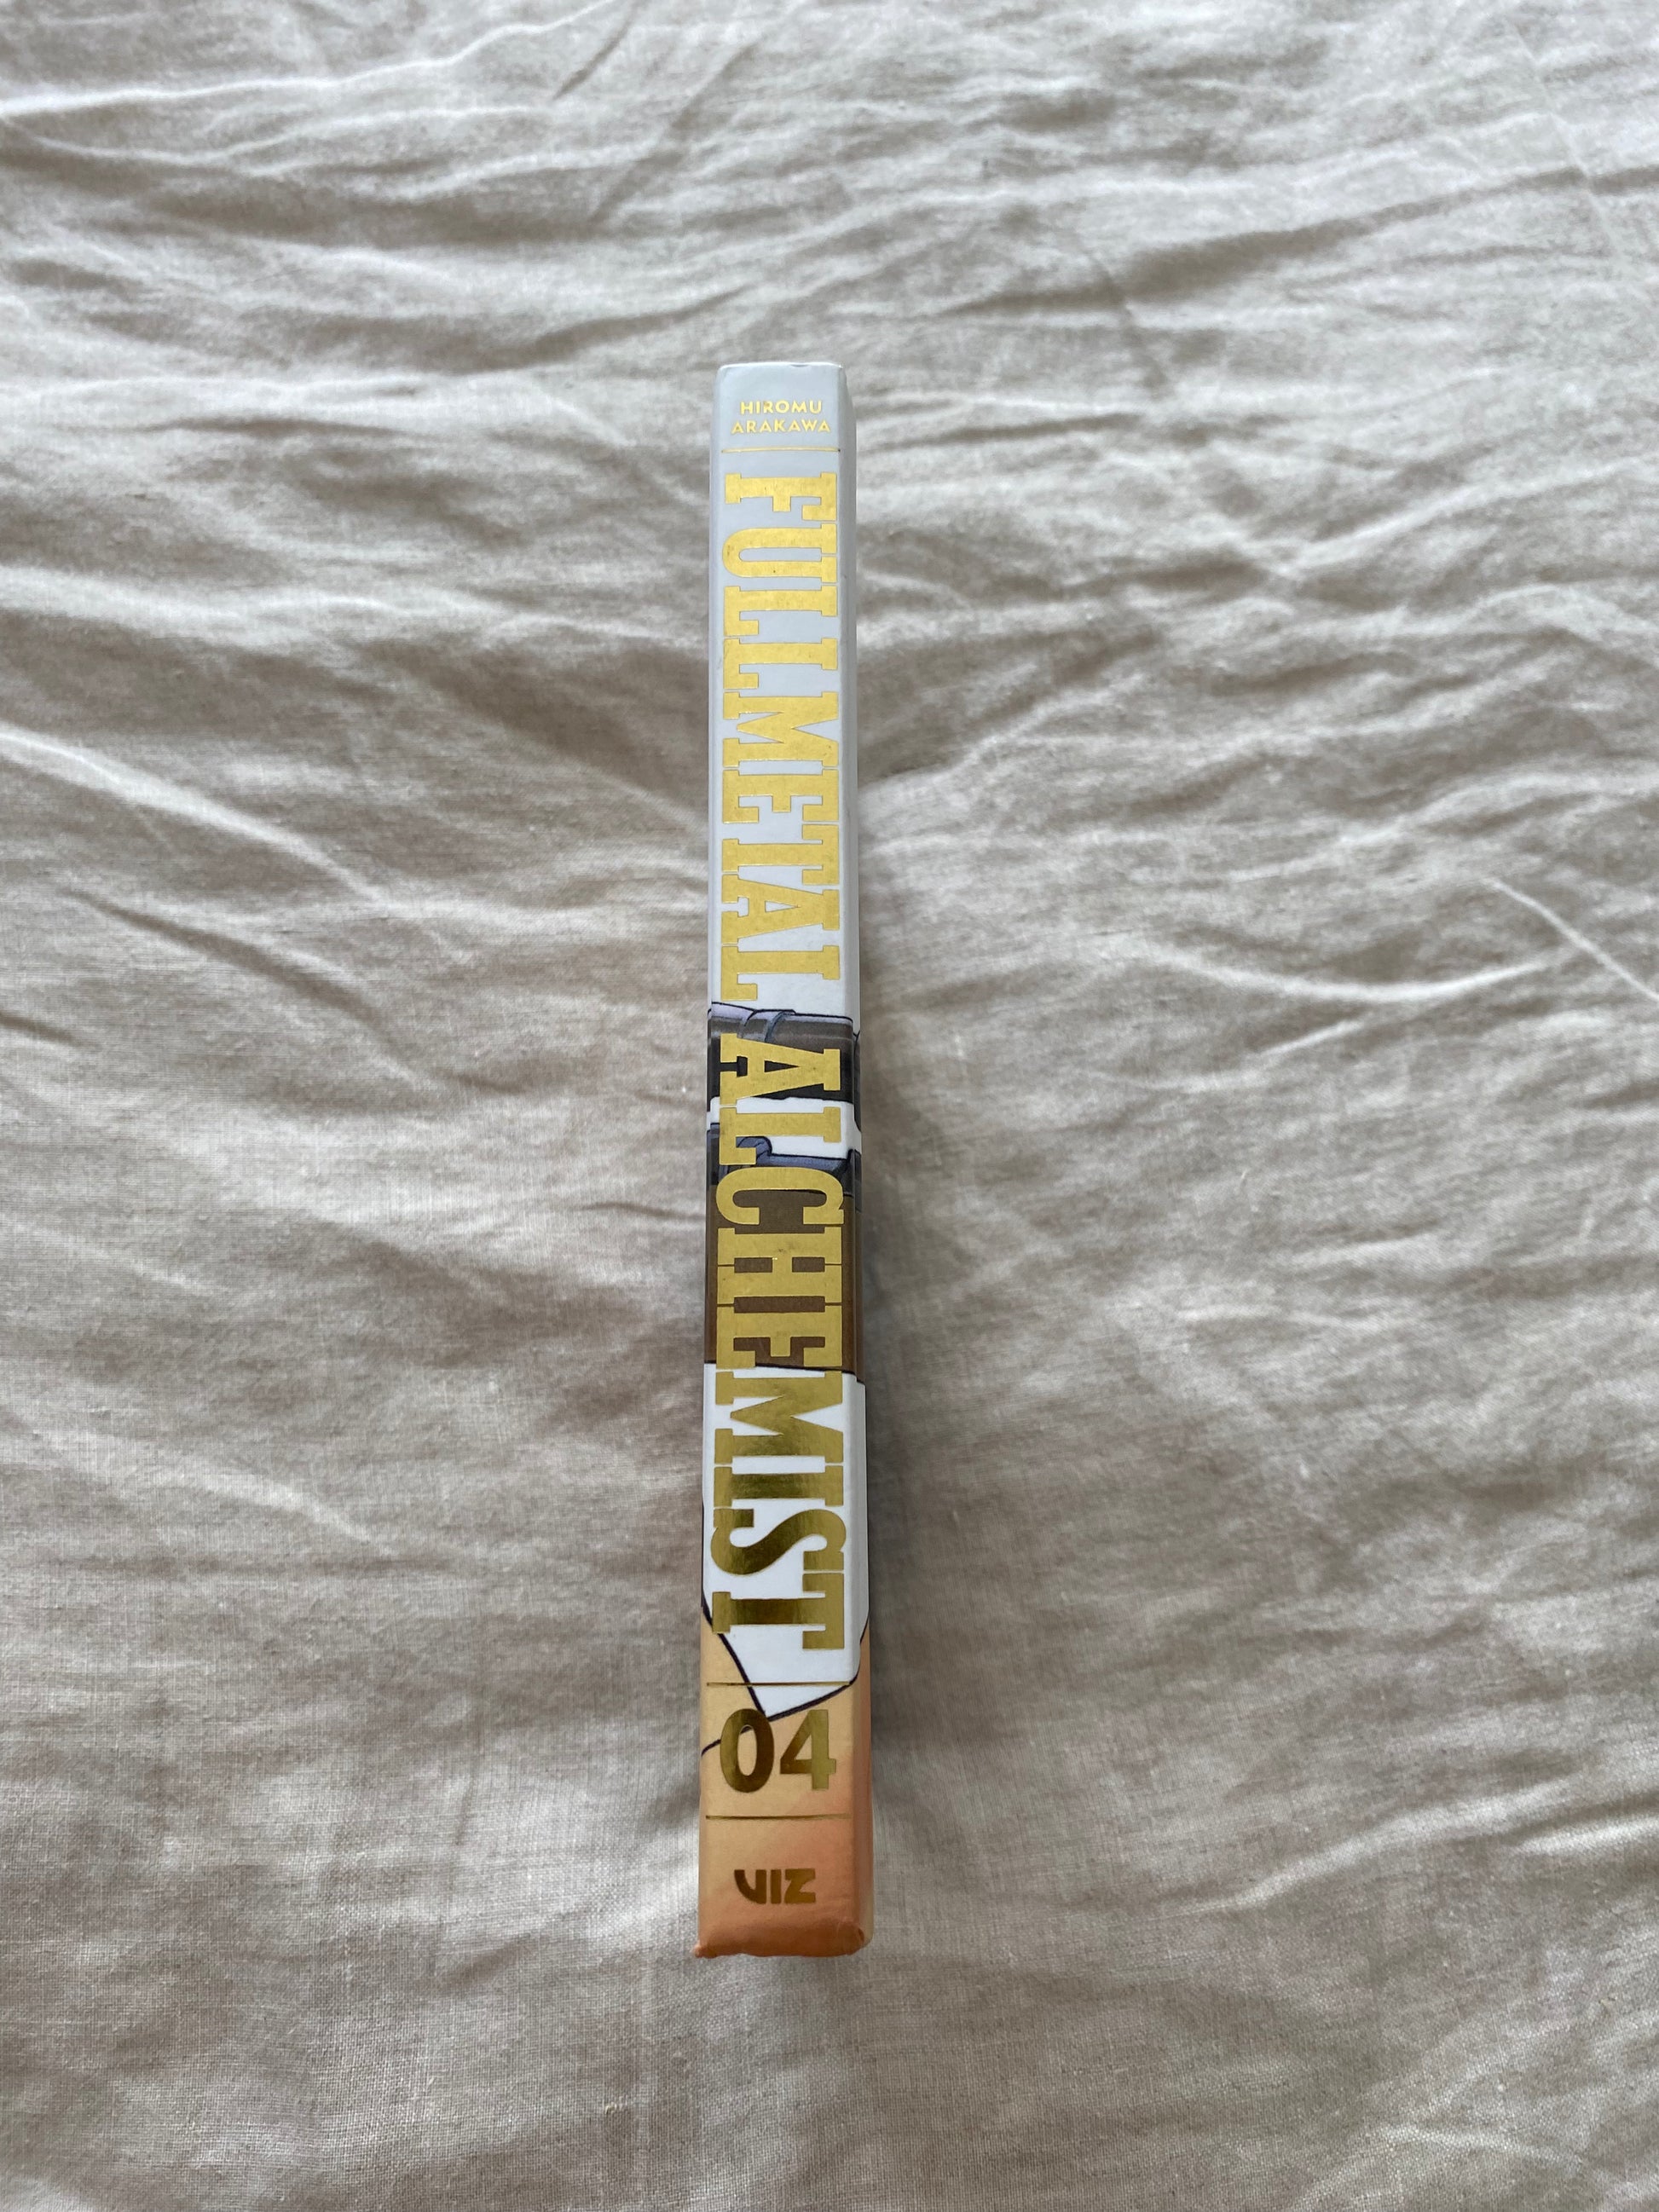 HIROMU
ARAKAWA
FULLMETAL ALCHEMIST
04
VIZ